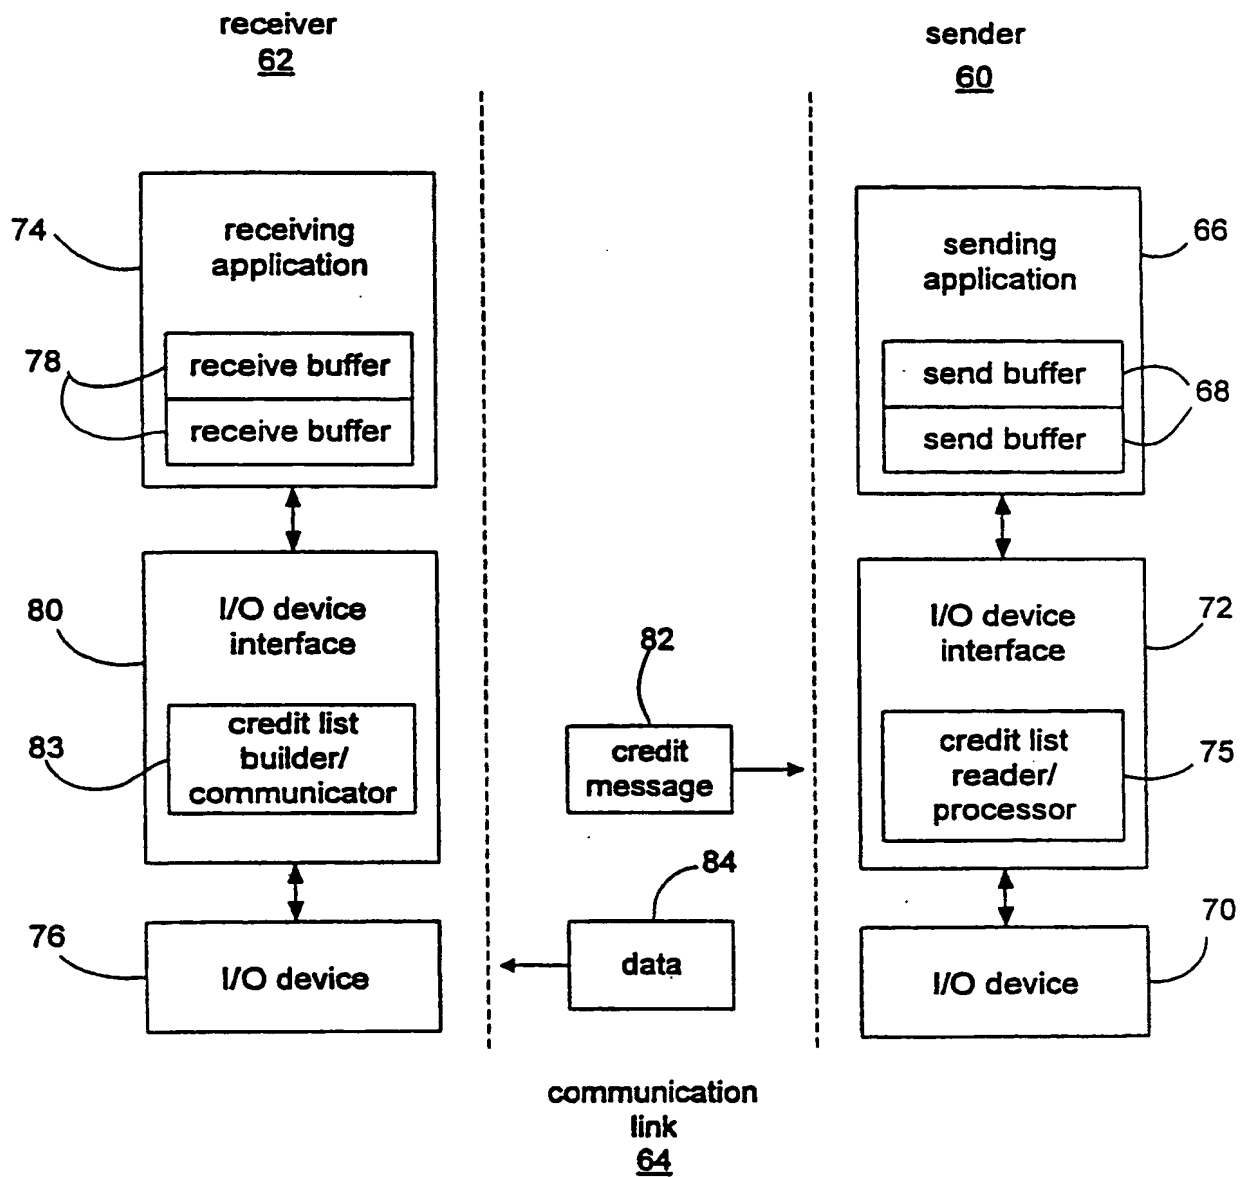 receiver
62
sender
60
74
receiving
application
78
receive buffer
receive buffer
66
sending
application
send buffer
send buffer
68
80
I/O device
interface
83
credit list
builder/
communicator
82
credit
message
72
I/O device
interface
75
credit list
reader/
processor
76
I/O device
84
data
70
I/O device
communication
link
64